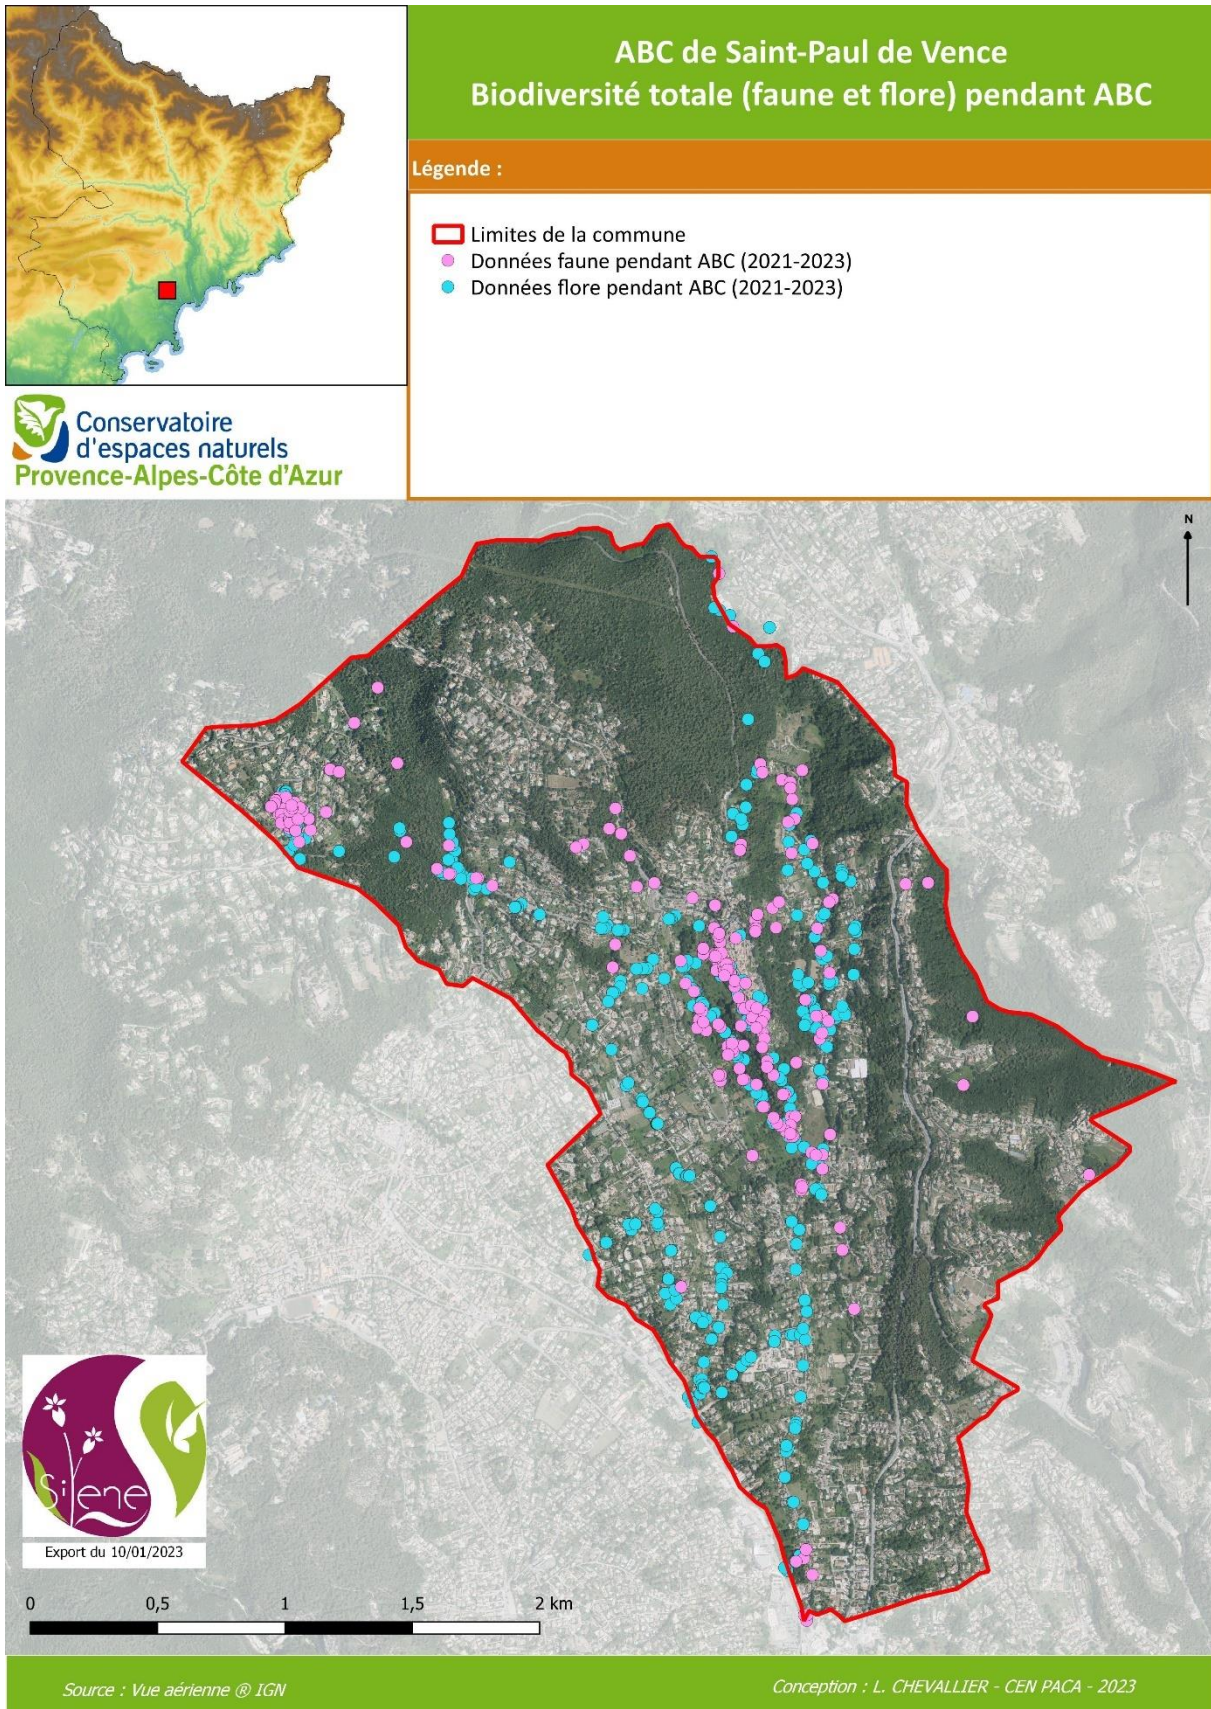 ABC de Saint-Paul de Vence
Biodiversité totale (faune et flore) pendant ABC
Légende :
Limites de la commune
Données faune pendant ABC (2021-2023)
Données flore pendant ABC (2021-2023)
Conservatoire
d'espaces naturels
Provence-Alpes-Côte d'Azur
N
Silene
Export du 10/01/2023
0 0,5 1 1,5 2 km
Source : Vue aérienne ® IGN
Conception : L. CHEVALLIER - CEN PACA - 2023